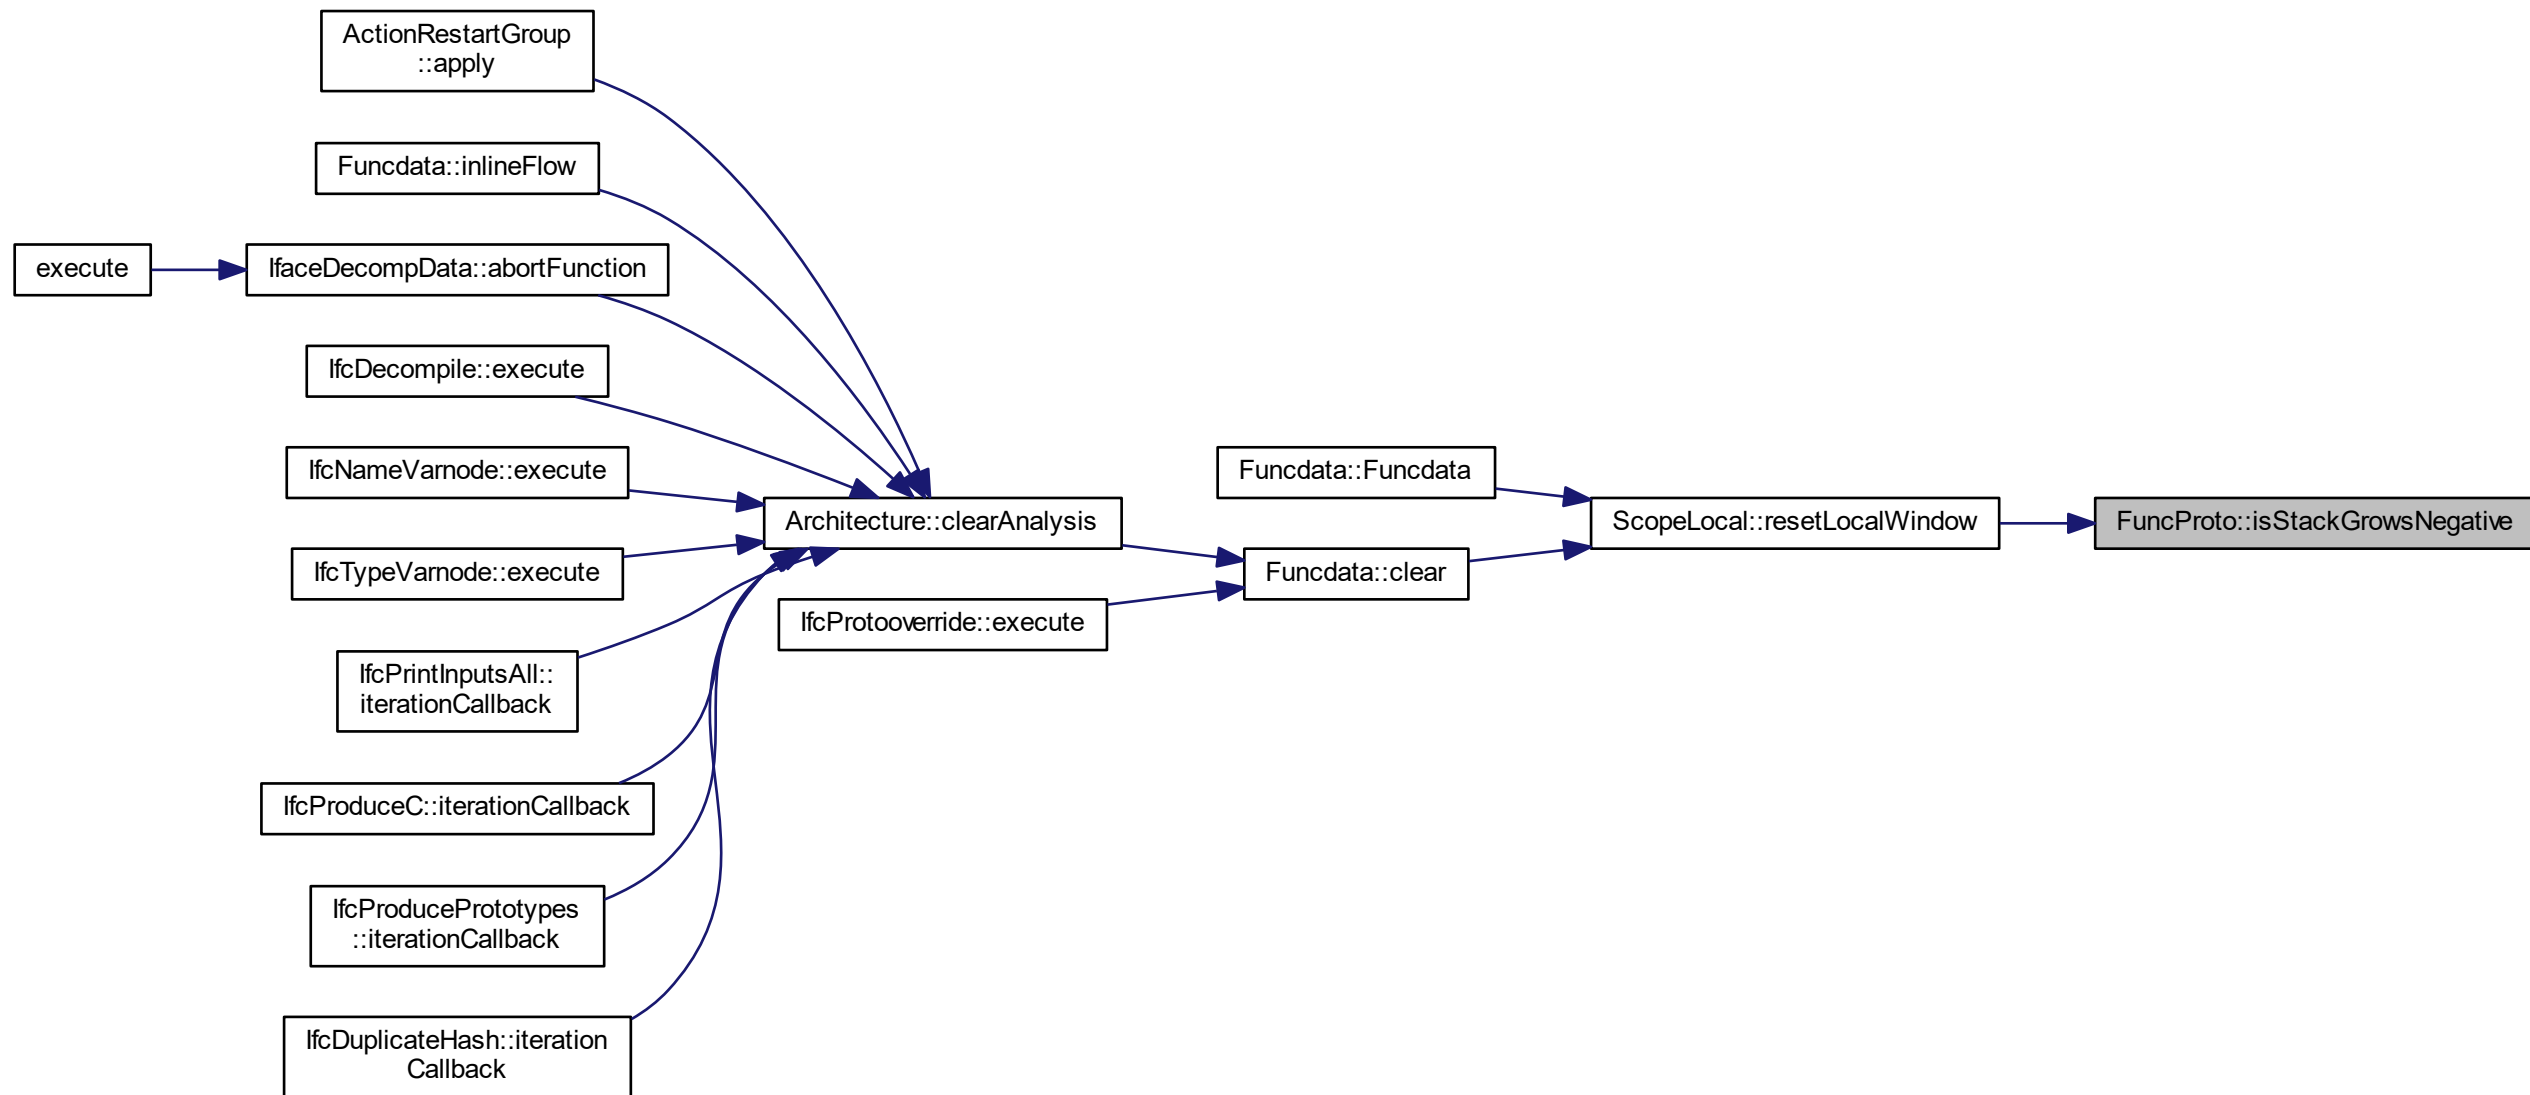 ActionRestartGroup
::apply
Funcdata::inlineFlow
execute
IfaceDecompData::abortFunction
IfcDecompile::execute
IfcNameVarnode::execute
Funcdata::Funcdata
Architecture::clearAnalysis
ScopeLocal::resetLocalWindow
FuncProto::isStackGrowsNegative
IfcTypeVarnode::execute
Funcdata::clear
IfcProtooverride::execute
IfcPrintInputsAll::
iterationCallback
IfcProduceC::iterationCallback
IfcProducePrototypes
::iterationCallback
IfcDuplicateHash::iteration
Callback